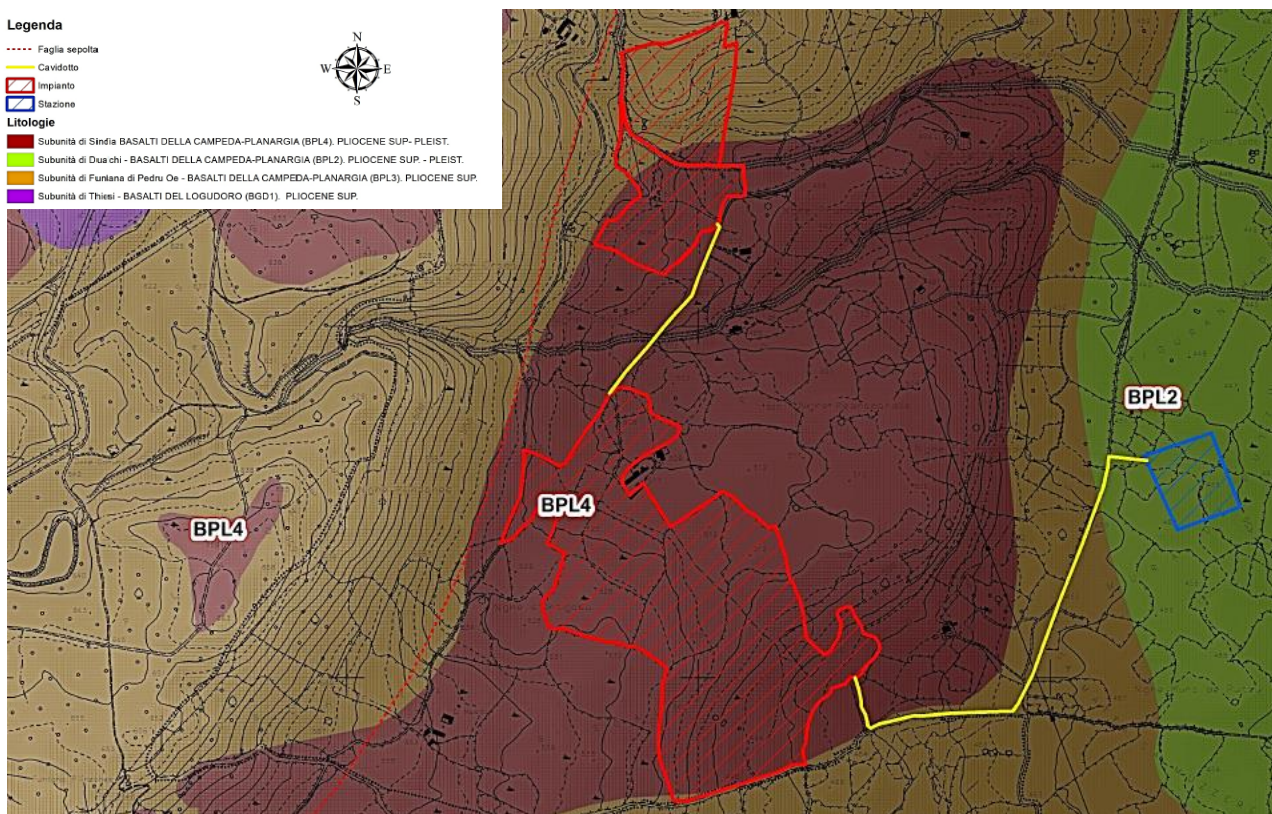 Legenda
Faglia sepolta
Cavidotto
Impianto
Stazione
Litologie
Subunità di Sindia BASALTI DELLA CAMPEDA-PLANARGIA (BPL4). PLIOCENE SUP- PLEIST.
Subunità di Dua chi - BASALTI DELLA CAMPEDA-PLANARGIA (BPL2). PLIOCENE SUP. - PLEIST.
Subunità di Funtana di Pedru Oe - BASALTI DELLA CAMPEDA-PLANARGIA (BPL3). PLIOCENE SUP.
Subunità di Thiesi - BASALTI DEL LOGUDORO (BGD1). PLIOCENE SUP.
N
W E
S
BPL2
BPL4
BPL4